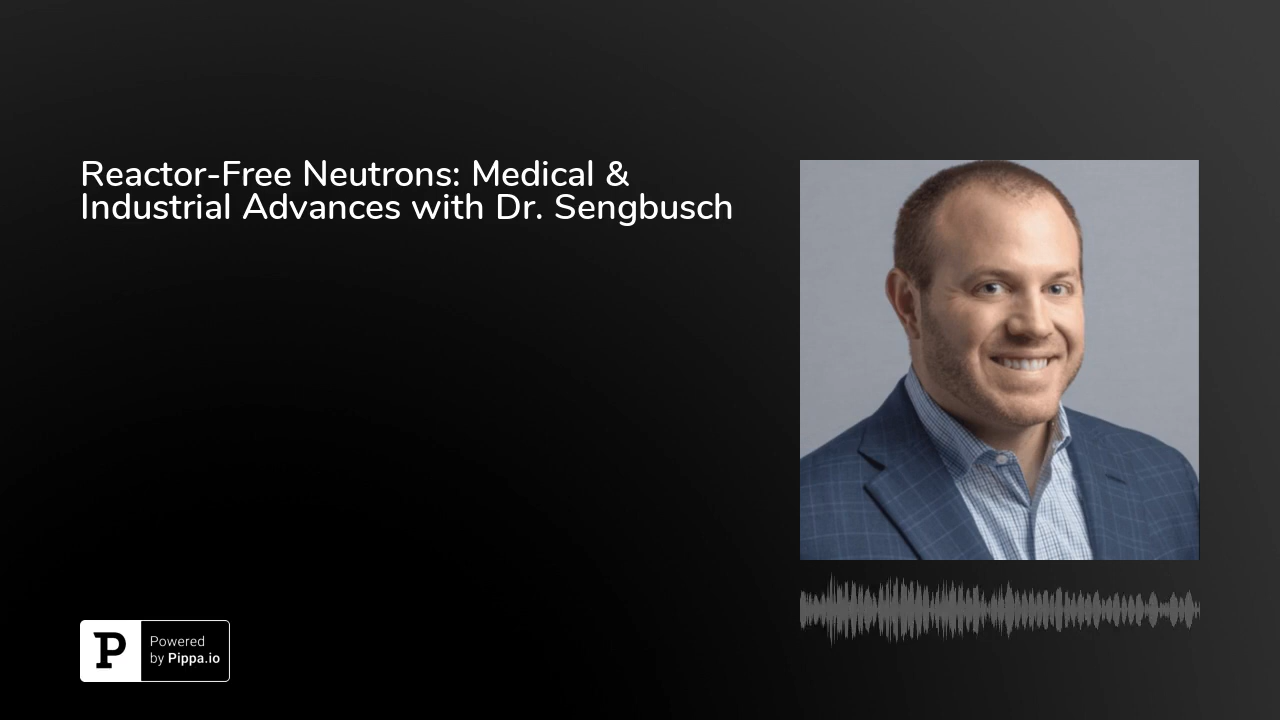 Reactor-Free Neutrons: Medical &
Industrial Advances with Dr. Sengbusch
P
Powered
by Pippa.io